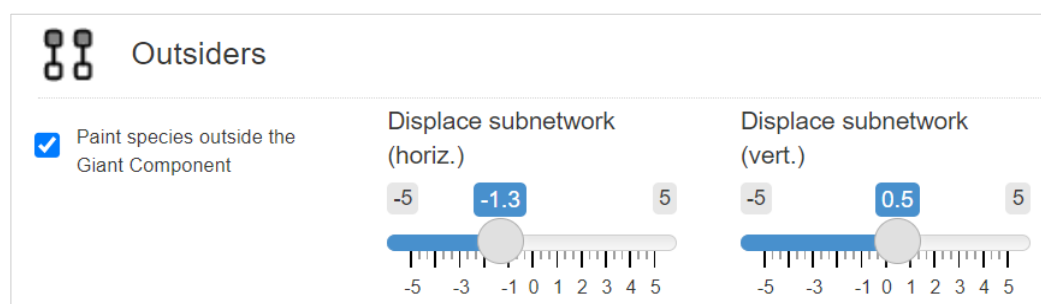 Outsiders
Paint species outside the
Giant Component
Displace subnetwork
(horiz.)
-5 -1.3 5
-5 -3 -1 0 1 2 3 4 5
Displace subnetwork
(vert.)
-5 0.5 5
-5 -3 -1 0 1 2 3 4 5